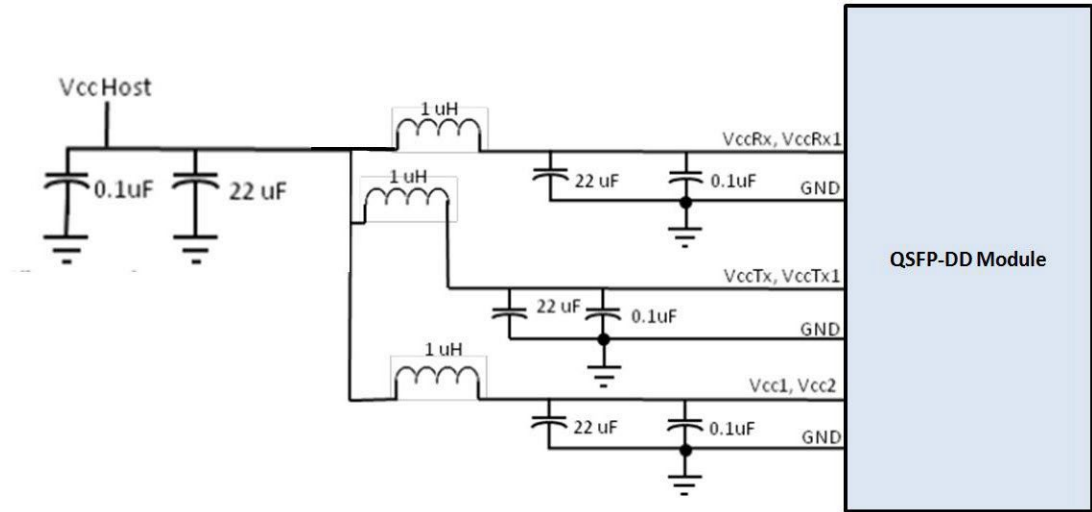 VccHost
0.1uF
22 uF
1 uH
VccRx, VccRx1
22 uF
0.1uF
GND
1 uH
VccTx, VccTx1
22 uF
0.1uF
GND
1 uH
Vcc1, Vcc2
22 uF
0.1uF
GND
QSFP-DD Module